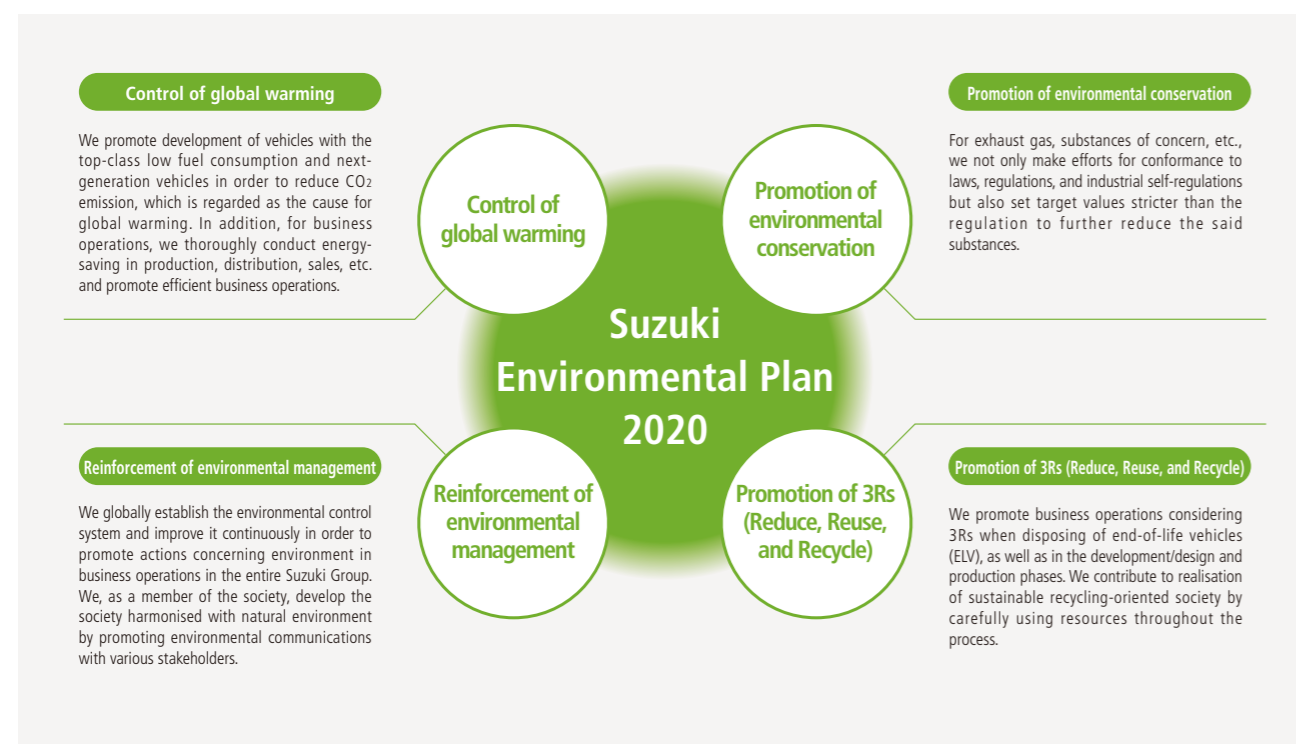 Control of global warming
We promote development of vehicles with the
top-class low fuel consumption and next-
generation vehicles in order to reduce CO2
emission, which is regarded as the cause for
global warming. In addition, for business
operations, we thoroughly conduct energy-
saving in production, distribution, sales, etc.
and promote efficient business operations.
Promotion of environmental conservation
For exhaust gas, substances of concern, etc.,
we not only make efforts for conformance to
laws, regulations, and industrial self-regulations
but also set target values stricter than the
regulation to further reduce the said
substances.
Control of
global warming
Promotion of
environmental
conservation
Suzuki
Environmental Plan
2020
Reinforcement of
environmental
management
Promotion of 3Rs
(Reduce, Reuse,
and Recycle)
Reinforcement of environmental management
We globally establish the environmental control
system and improve it continuously in order to
promote actions concerning environment in
business operations in the entire Suzuki Group.
We, as a member of the society, develop the
society harmonised with natural environment
by promoting environmental communications
with various stakeholders.
Promotion of 3Rs (Reduce, Reuse, and Recycle)
We promote business operations considering
3Rs when disposing of end-of-life vehicles
(ELV), as well as in the development/design and
production phases. We contribute to realisation
of sustainable recycling-oriented society by
carefully using resources throughout the
process.